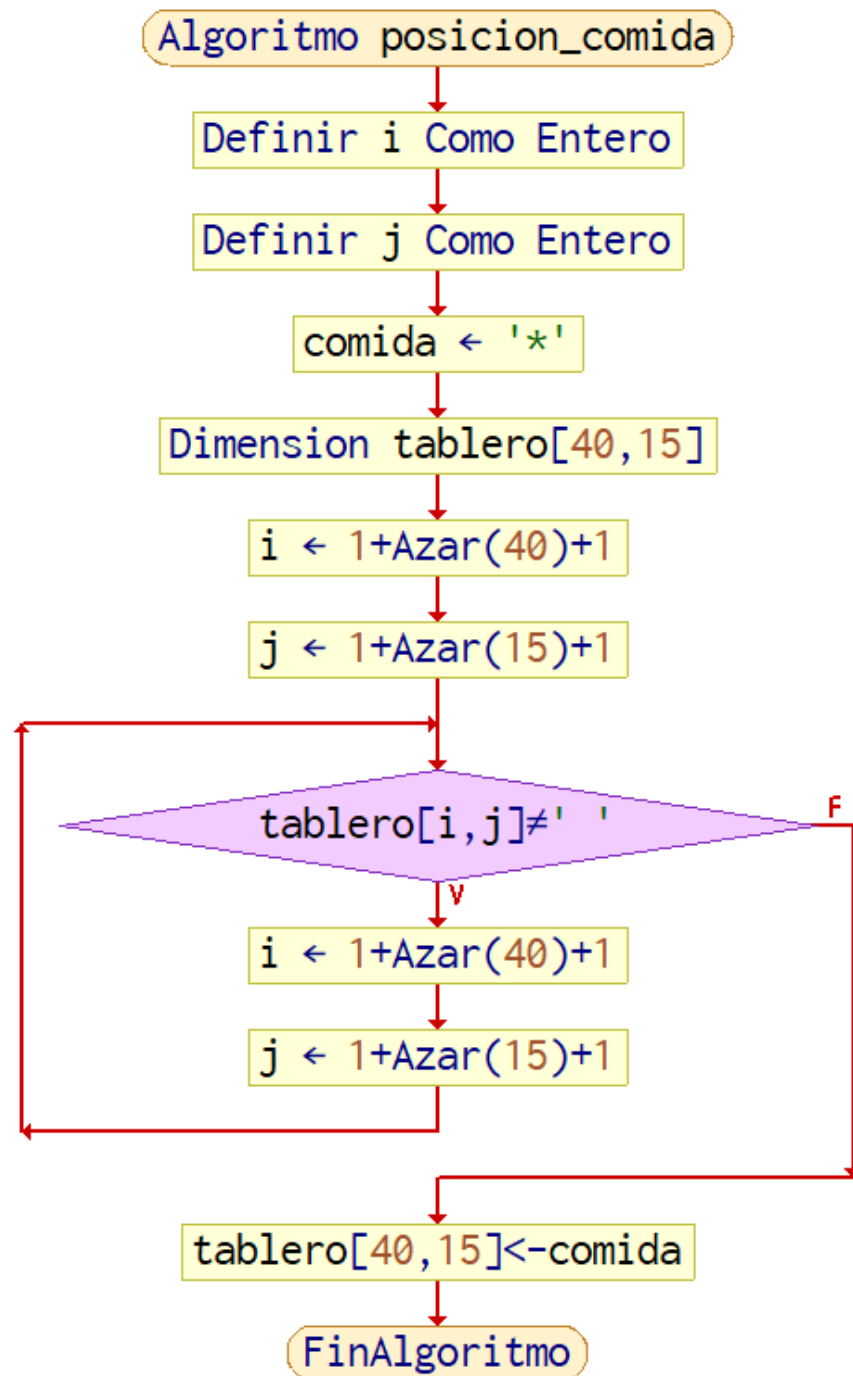 Algoritmo posicion_comida
Definir i Como Entero
Definir j Como Entero
comida ← '*'
Dimension tablero[40,15]
i ← 1+Azar(40)+1
j ← 1+Azar(15)+1
tablero[i,j]≠' '
F
V
i ← 1+Azar(40)+1
j ← 1+Azar(15)+1
tablero[40,15]<-comida
FinAlgoritmo